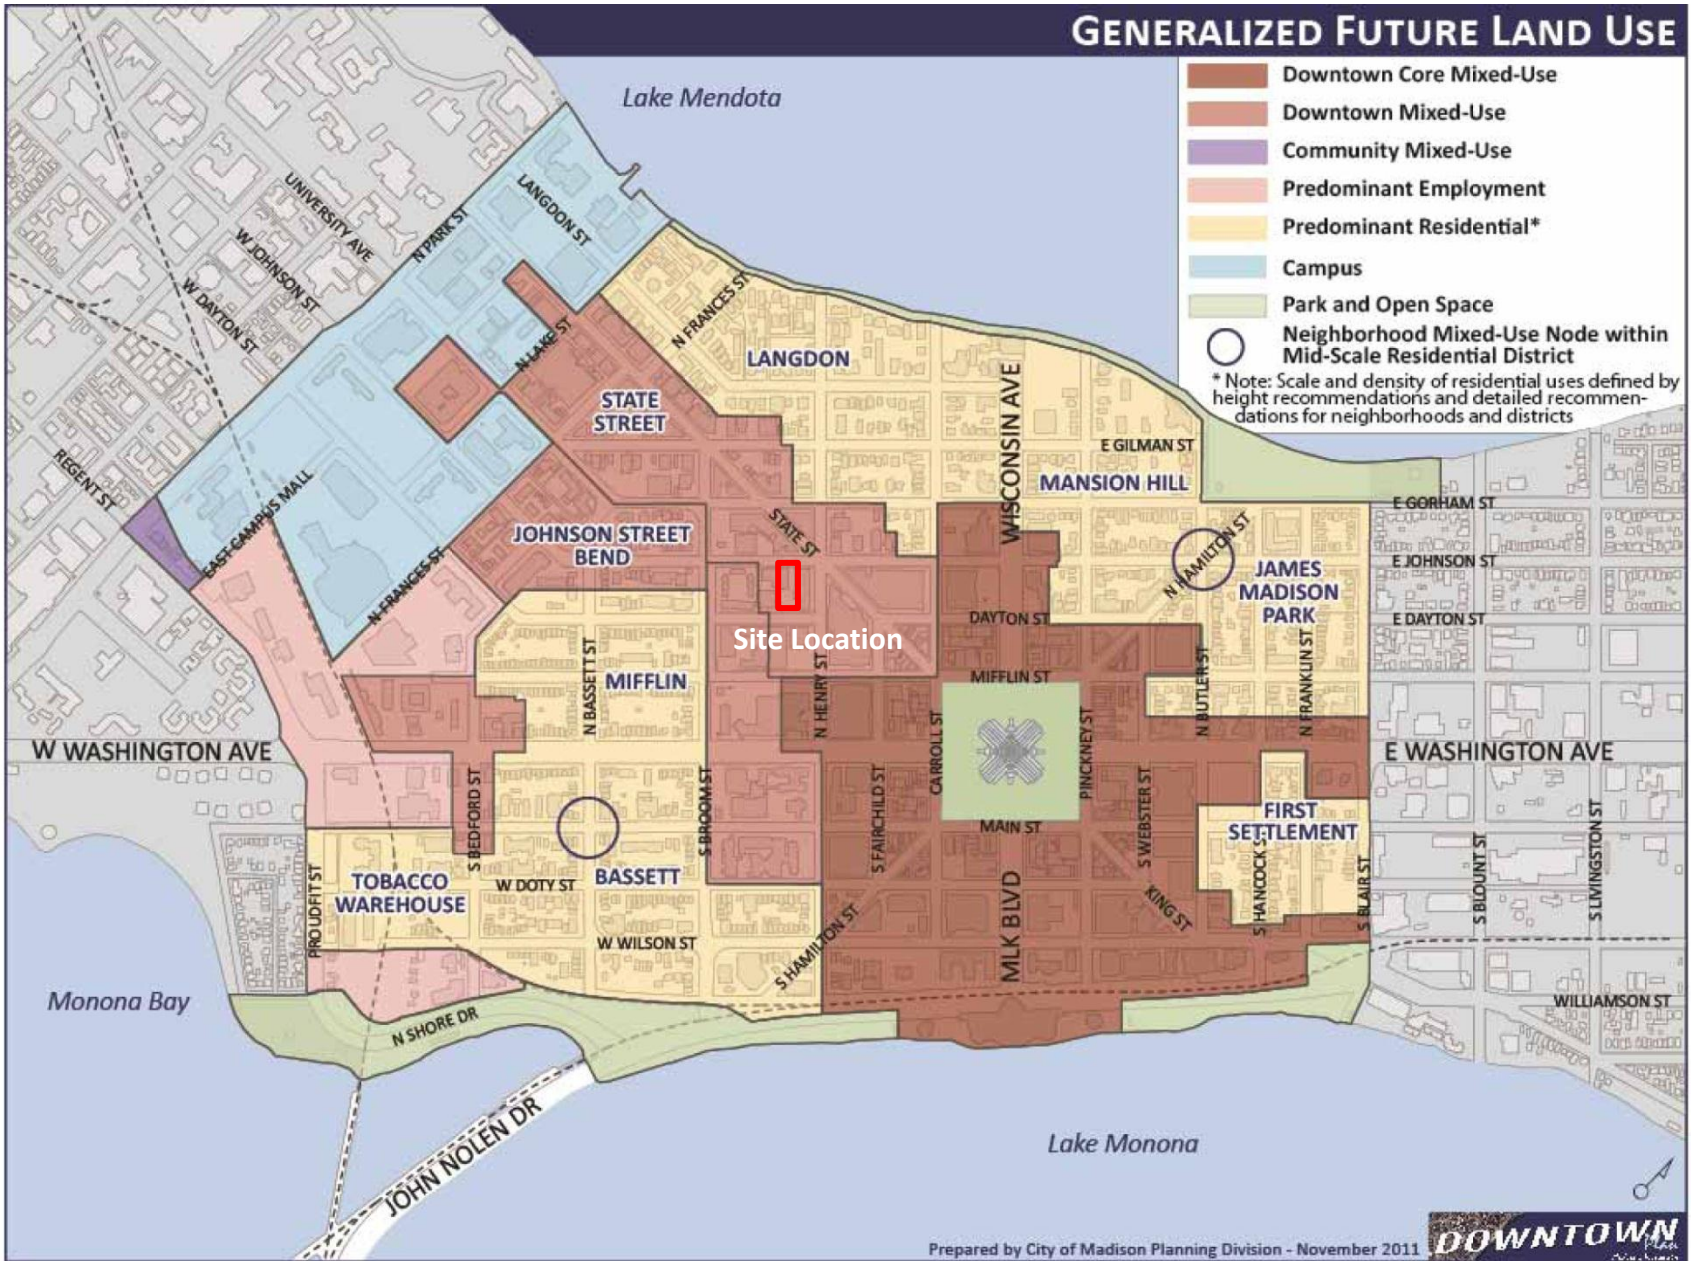 GENERALIZED FUTURE LAND USE
Downtown Core Mixed-Use
Downtown Mixed-Use
Community Mixed-Use
Predominant Employment
Predominant Residential*
Campus
Park and Open Space
Neighborhood Mixed-Use Node within
Mid-Scale Residential District
* Note: Scale and density of residential uses defined by
height recommendations and detailed recommen-
dations for neighborhoods and districts
Lake Mendota
LANGDON ST
UNIVERSITY AVE
N PARK ST
W JOHNSON ST
W DAYTON ST
N FRANCES ST
N LAKE ST
LANGDON
WISCONSIN AVE
STATE
STREET
E GILMAN ST
MANSION HILL
REGENT ST
EAST CAMPUS MALL
E GORHAM ST
STATE ST
JOHNSON STREET
BEND
N HAMILTON ST
E JOHNSON ST
JAMES
MADISON
PARK
N FRANCES ST
DAYTON ST
E DAYTON ST
Site Location
N BASSETT ST
MIFFLIN
N HENRY ST
MIFFLIN ST
N BUTLER ST
N FRANKLIN ST
W WASHINGTON AVE
CARROLL ST
PINCKNEY ST
E WASHINGTON AVE
S BEDFORD ST
S BROOM ST
S FAIRCHILD ST
MAIN ST
S WEBSTER ST
FIRST
SETTLEMENT
S HANCOCK S
S BLAIR ST
S BLOUNT ST
S LIVINGSTON ST
PROUDFIT ST
TOBACCO
WAREHOUSE
W DOTY ST
BASSETT
MLK BLVD
KING ST
W WILSON ST
S HAMILTON ST
Monona Bay
N SHORE DR
WILLIAMSON ST
JOHN NOLEN DR
Lake Monona
Prepared by City of Madison Planning Division - November 2011
DOWNTOWN
Plan